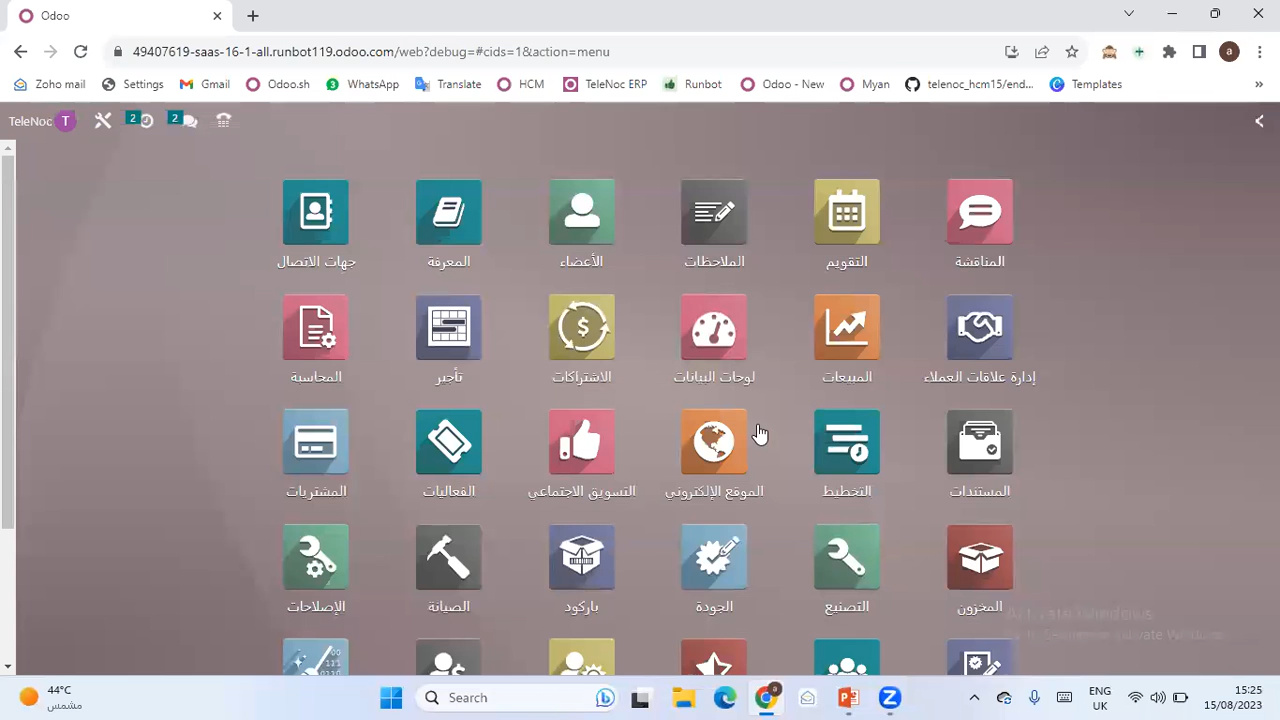 Odoo
49407619-saas-16-1-all.runbot119.odoo.com/web?debug=#cids=1&action=menu
a
Zoho mail Settings Gmail Odoo.sh WhatsApp Translate HCM TeleNoc ERP Runbot Odoo - New Myan telenoc_hcm15/end... Templates »
TeleNoc T 2 2
المناقشة التقويم الملاحظات الأعضاء المعرفة جهات الاتصال
إدارة علاقات العملاء المبيعات لوحات البيانات الاشتراكات تأجير المحاسبة
المستندات التخطيط الموقع الإلكتروني التسويق الاجتماعي الفعاليات المشتريات
المخزون التصنيع الجودة باركود الصيانة الإصلاحات
44°C
مشمس
Search
ENG
UK
15:25
15/08/2023